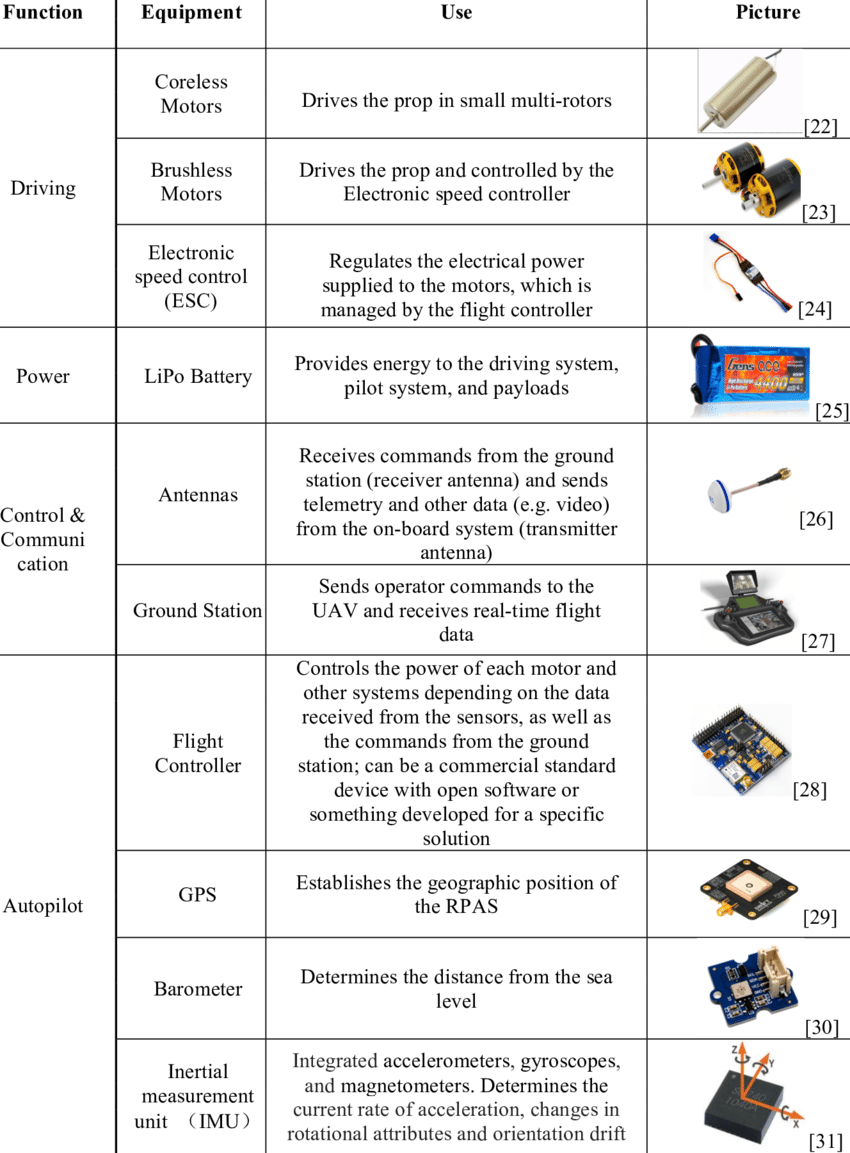 Function Equipment Use Picture
Coreless
Motors
Drives the prop in small multi-rotors
[22]
Driving
Brushless
Motors
Drives the prop and controlled by the
Electronic speed controller
[23]
Electronic
speed control
(ESC)
Regulates the electrical power
supplied to the motors, which is
managed by the flight controller
[24]
Power
LiPo Battery
Provides energy to the driving system,
pilot system, and payloads
Gens ace
4400
[25]
Control &
Communi
cation
Antennas
Receives commands from the ground
station (receiver antenna) and sends
telemetry and other data (e.g. video)
from the on-board system (transmitter
antenna)
[26]
Ground Station
Sends operator commands to the
UAV and receives real-time flight
data
[27]
Autopilot
Flight
Controller
Controls the power of each motor and
other systems depending on the data
received from the sensors, as well as
the commands from the ground
station; can be a commercial standard
device with open software or
something developed for a specific
solution
[28]
GPS
Establishes the geographic position of
the RPAS
[29]
Barometer
Determines the distance from the sea
level
[30]
Inertial
measurement
unit （IMU）
Integrated accelerometers, gyroscopes,
and magnetometers. Determines the
current rate of acceleration, changes in
rotational attributes and orientation drift
Z
Y
X
[31]